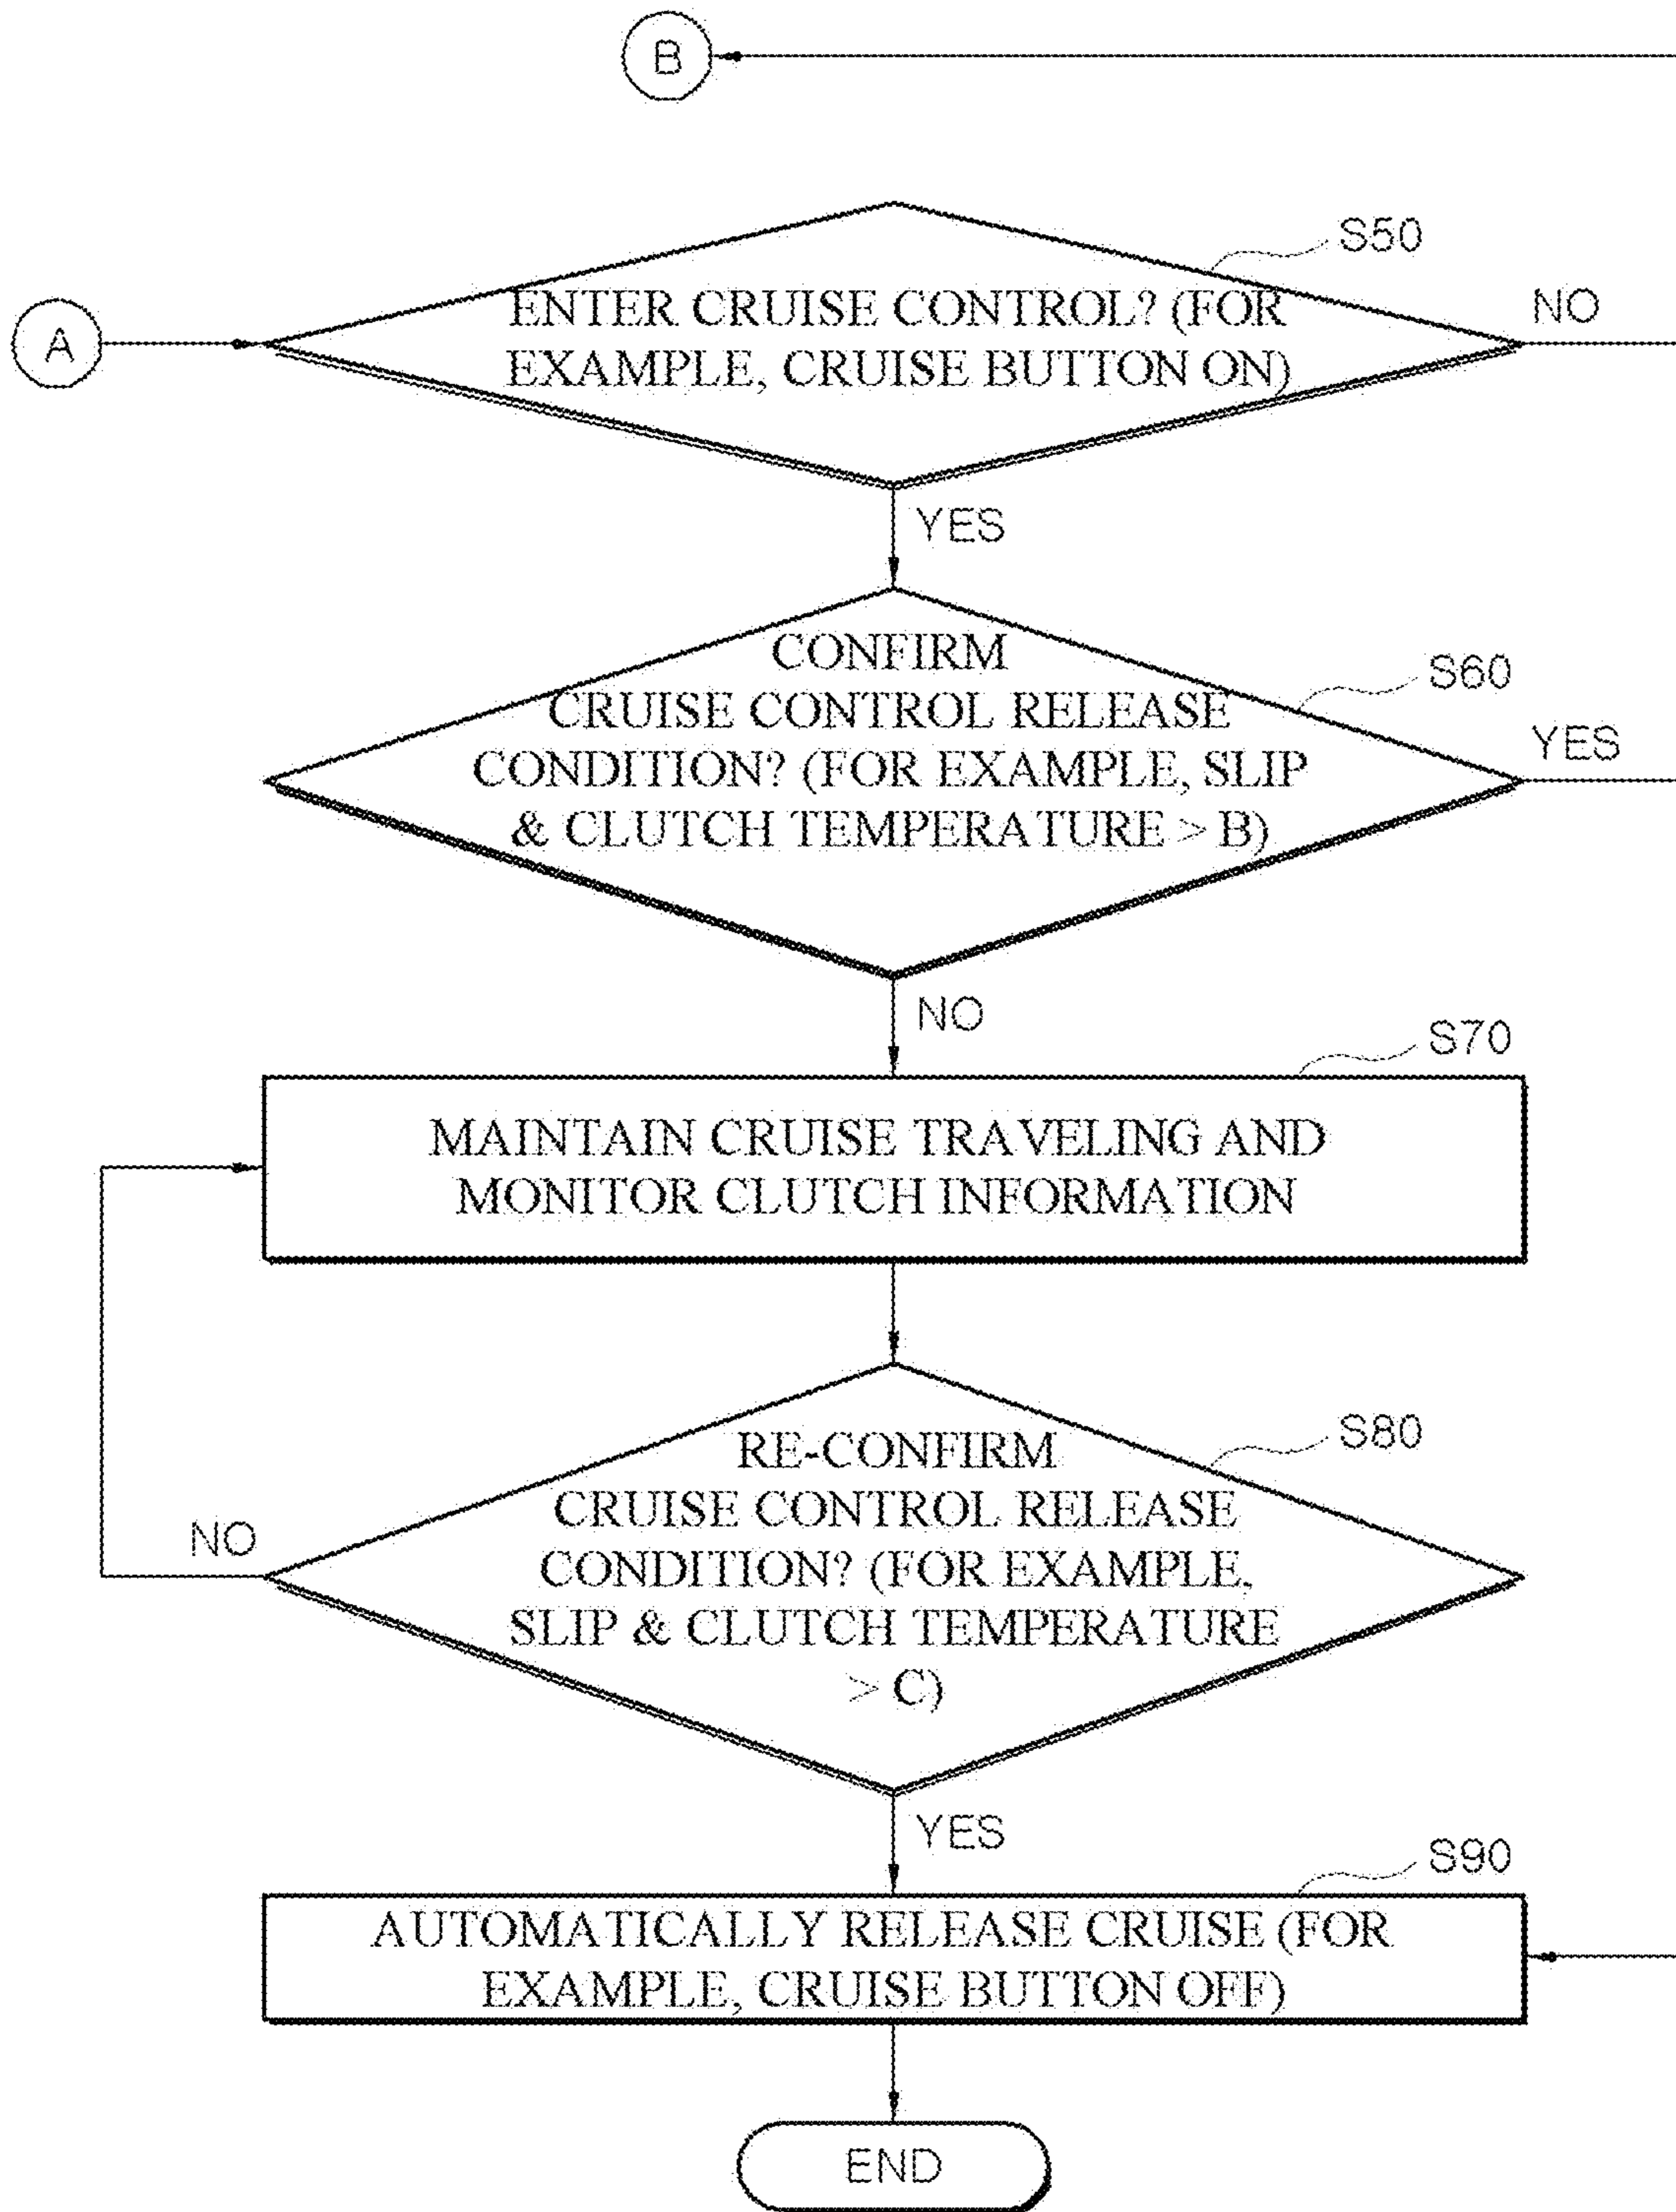 B
S50
A
ENTER CRUISE CONTROL? (FOR
EXAMPLE, CRUISE BUTTON ON)
NO
YES
CONFIRM
CRUISE CONTROL RELEASE
CONDITION? (FOR EXAMPLE, SLIP
& CLUTCH TEMPERATURE > B)
S60
YES
NO
S70
MAINTAIN CRUISE TRAVELING AND
MONITOR CLUTCH INFORMATION
S80
RE-CONFIRM
CRUISE CONTROL RELEASE
CONDITION? (FOR EXAMPLE,
SLIP & CLUTCH TEMPERATURE
> C)
NO
YES
S90
AUTOMATICALLY RELEASE CRUISE (FOR
EXAMPLE, CRUISE BUTTON OFF)
END